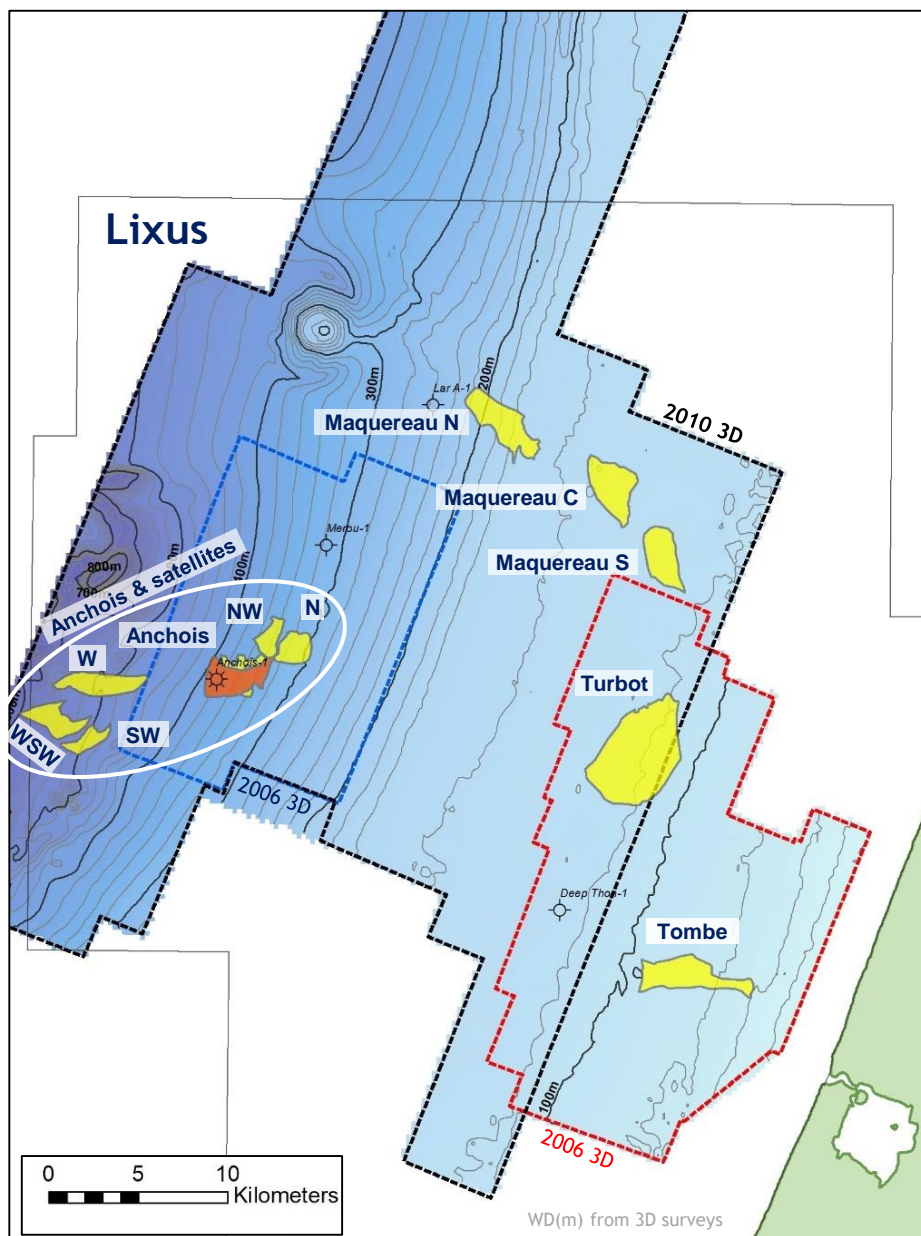 Lixus
300m
Lar A-1
200m
2010 3D
Maquereau N
Maquereau C
Merou-1
Maquereau S
Anchois & satellites
800m
700m
400m
NW
N
Anchois
W
Anchois-1
Turbot
WSW
SW
2006 3D
Deep Thon-1
Tombe
100m
2006 3D
0 5 10
Kilometers
WD(m) from 3D surveys